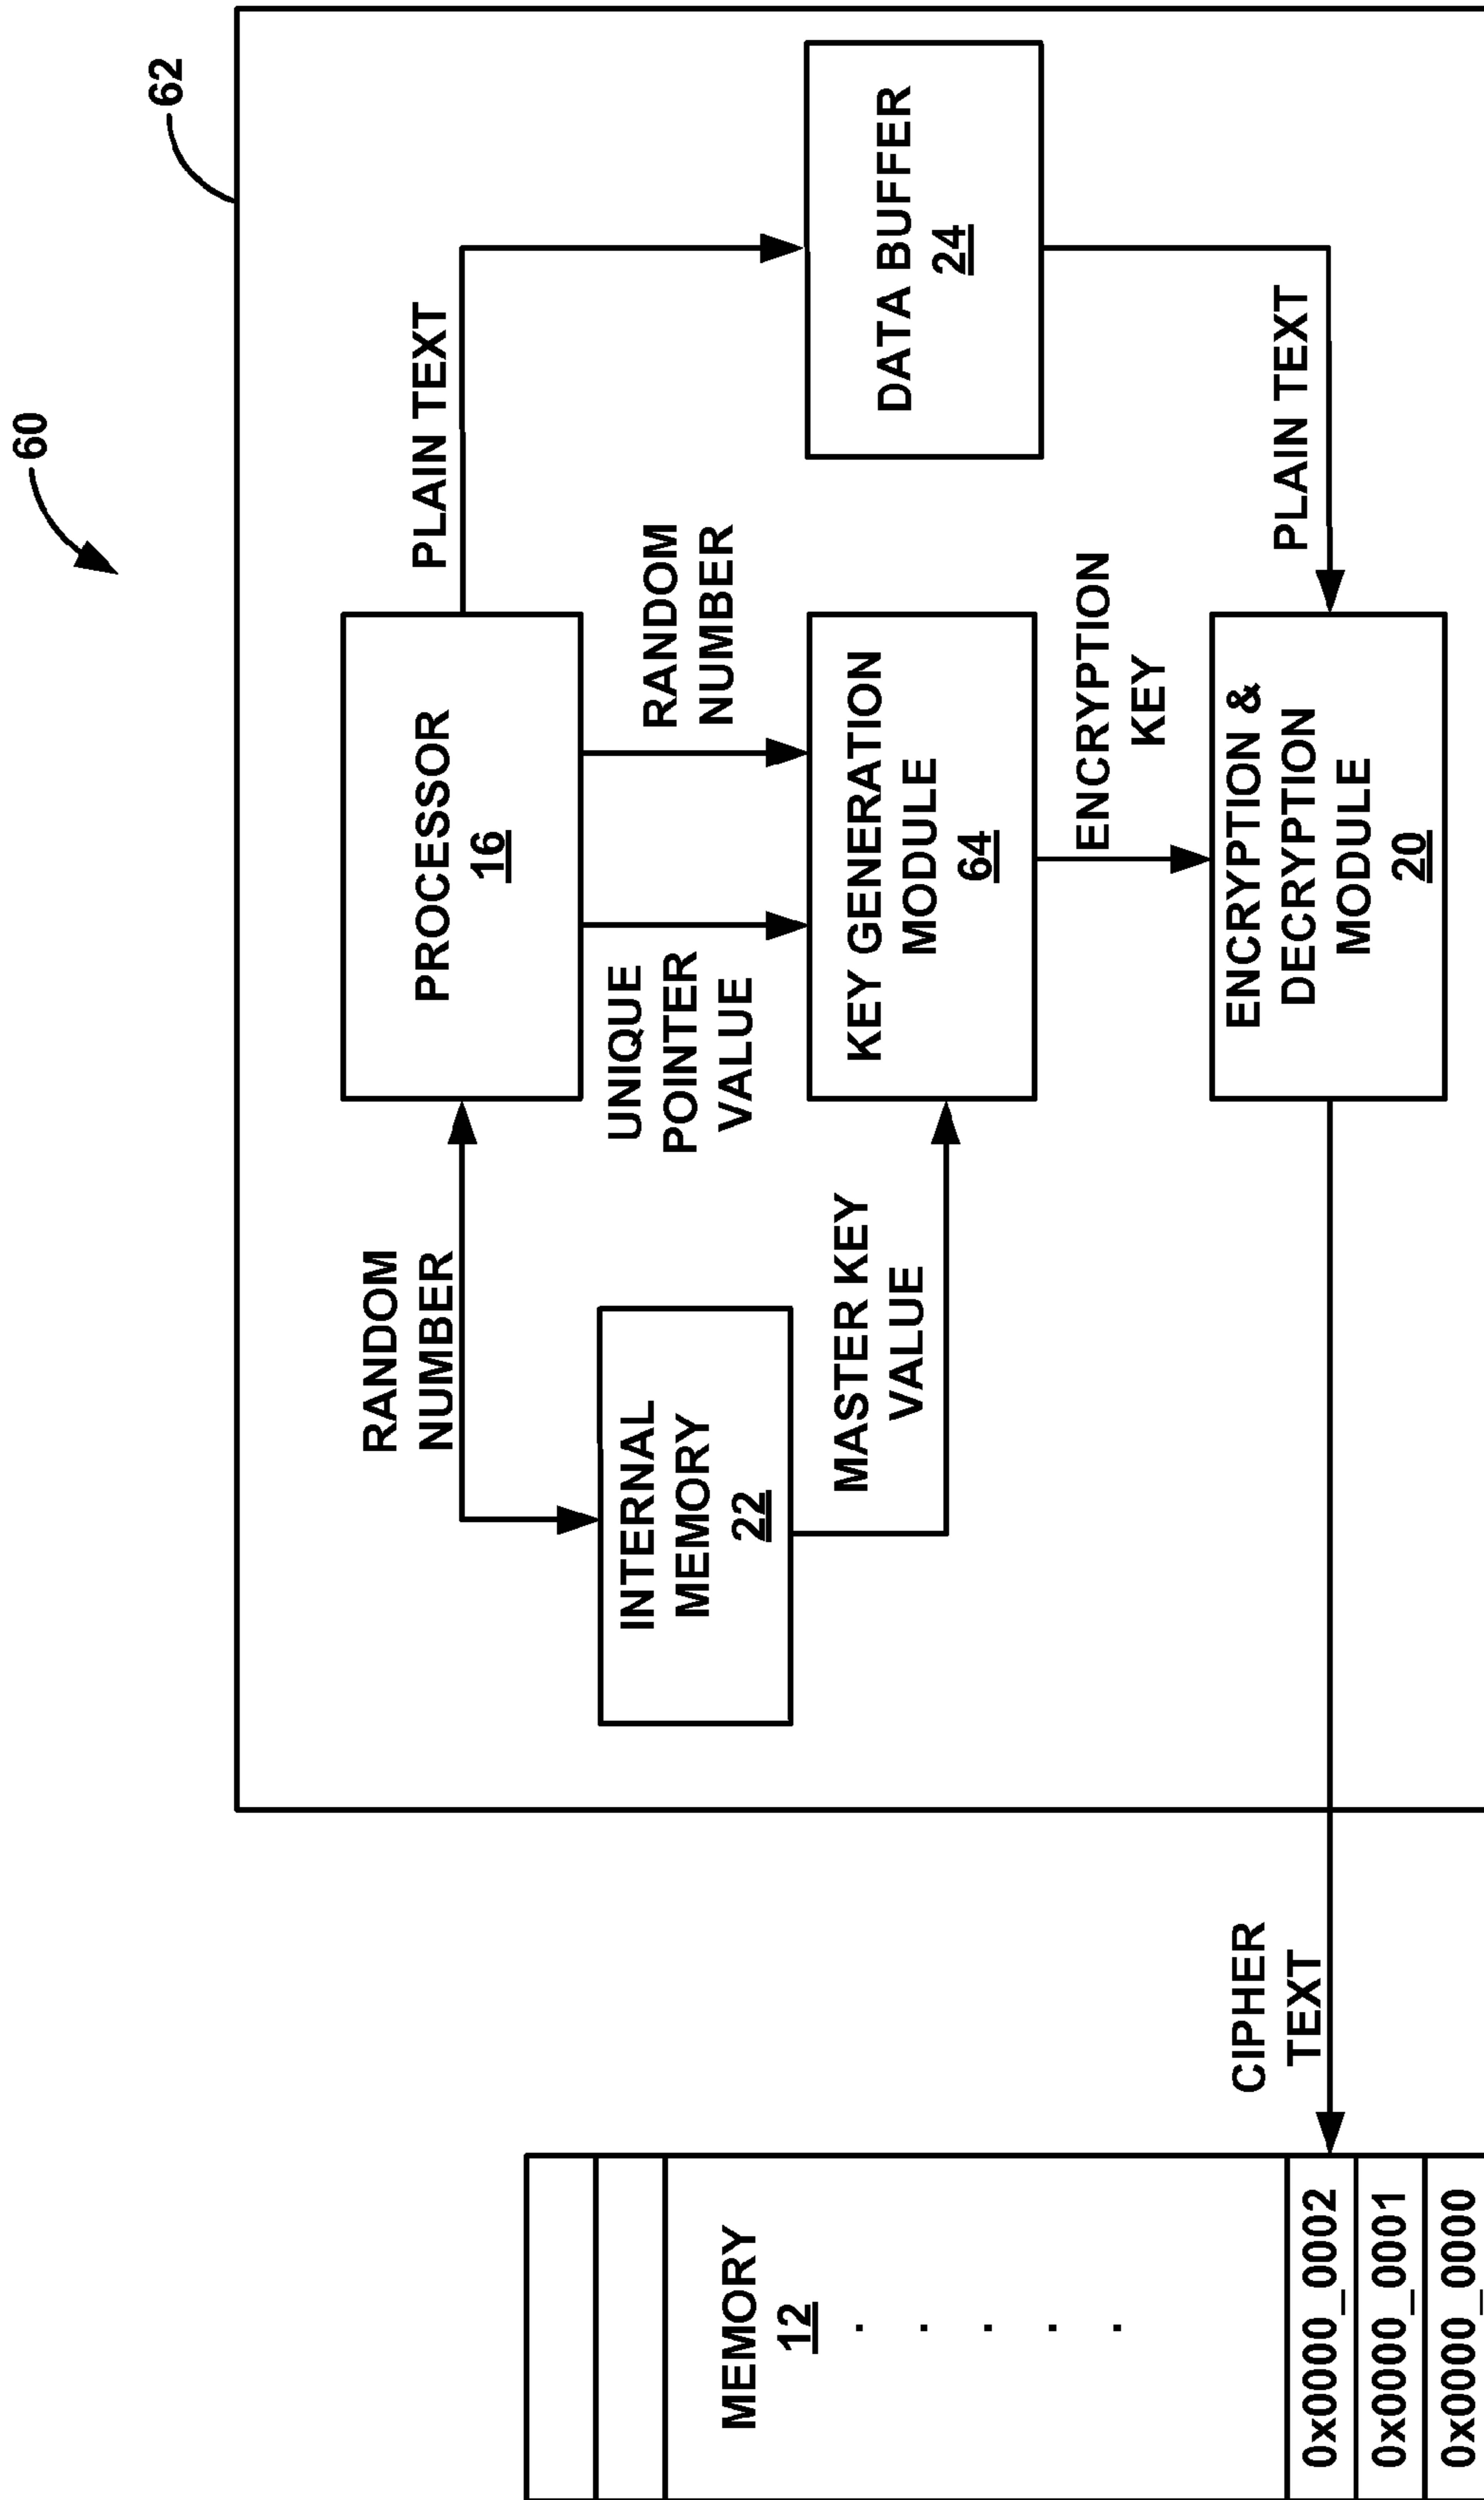 60
62
RANDOM
NUMBER
PROCESSOR
16
PLAIN TEXT
INTERNAL
MEMORY
22
UNIQUE
POINTER
VALUE
RANDOM
NUMBER
MASTER KEY
VALUE
KEY GENERATION
MODULE
64
DATA BUFFER
24
ENCRYPTION
KEY
PLAIN TEXT
ENCRYPTION &
DECRYPTION
MODULE
20
CIPHER
TEXT
MEMORY
12
0x0000_0002
0x0000_0001
0x0000_0000